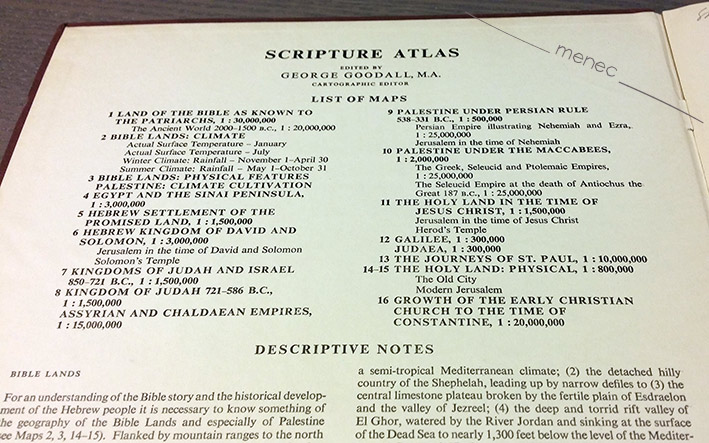 SCRIPTURE ATLAS
EDITED BY
GEORGE GOODALL, M.A.
CARTOGRAPHIC EDITOR
LIST OF MAPS
1 LAND OF THE BIBLE AS KNOWN TO
THE PATRIARCHS, 1 : 30,000,000
The Ancient World 2000-1500 B.C., 1 : 20,000,000
2 BIBLE LANDS: CLIMATE
Actual Surface Temperature – January
Actual Surface Temperature – July
Winter Climate: Rainfall – November 1–April 30
Summer Climate: Rainfall – May 1–October 31
3 BIBLE LANDS: PHYSICAL FEATURES
PALESTINE: CLIMATE CULTIVATION
4 EGYPT AND THE SINAI PENINSULA,
1 : 3,000,000
5 HEBREW SETTLEMENT OF THE
PROMISED LAND, 1 : 1,500,000
6 HEBREW KINGDOM OF DAVID AND
SOLOMON, 1 : 3,000,000
Jerusalem in the time of David and Solomon
Solomon's Temple
7 KINGDOMS OF JUDAH AND ISRAEL
850-721 B.C., 1 : 1,500,000
8 KINGDOM OF JUDAH 721-586 B.C.,
1 : 1,500,000
ASSYRIAN AND CHALDAEAN EMPIRES,
1 : 15,000,000
9 PALESTINE UNDER PERSIAN RULE
538-331 B.C., 1 : 500,000
Persian Empire illustrating Nehemiah and Ezra,
1 : 25,000,000
Jerusalem in the time of Nehemiah
10 PALESTINE UNDER THE MACCABEES,
1 : 2,000,000
The Greek, Seleucid and Ptolemaic Empires,
1 : 25,000,000
The Seleucid Empire at the death of Antiochus the
Great 187 B.C., 1 : 25,000,000
11 THE HOLY LAND IN THE TIME OF
JESUS CHRIST, 1 : 1,500,000
Jerusalem in the time of Jesus Christ
Herod's Temple
12 GALILEE, 1 : 300,000
JUDAEA, 1 : 300,000
13 THE JOURNEYS OF ST. PAUL, 1 : 10,000,000
14–15 THE HOLY LAND: PHYSICAL, 1 : 800,000
The Old City
Modern Jerusalem
16 GROWTH OF THE EARLY CHRISTIAN
CHURCH TO THE TIME OF
CONSTANTINE, 1 : 20,000,000
DESCRIPTIVE NOTES
BIBLE LANDS
For an understanding of the Bible story and the historical develop-
ment of the Hebrew people it is necessary to know something of
the geography of the Bible Lands and especially of Palestine
see Maps 2, 3, 14–15). Flanked by mountain ranges to the north
a semi-tropical Mediterranean climate; (2) the detached hilly
country of the Shephelah, leading up by narrow defiles to (3) the
central limestone plateau broken by the fertile plain of Esdraelon
and the valley of Jezreel; (4) the deep and torrid rift valley of
El Ghor, watered by the River Jordan and sinking at the surface
of the Dead Sea to nearly 1,300 feet below the level of the Mediter-
menec